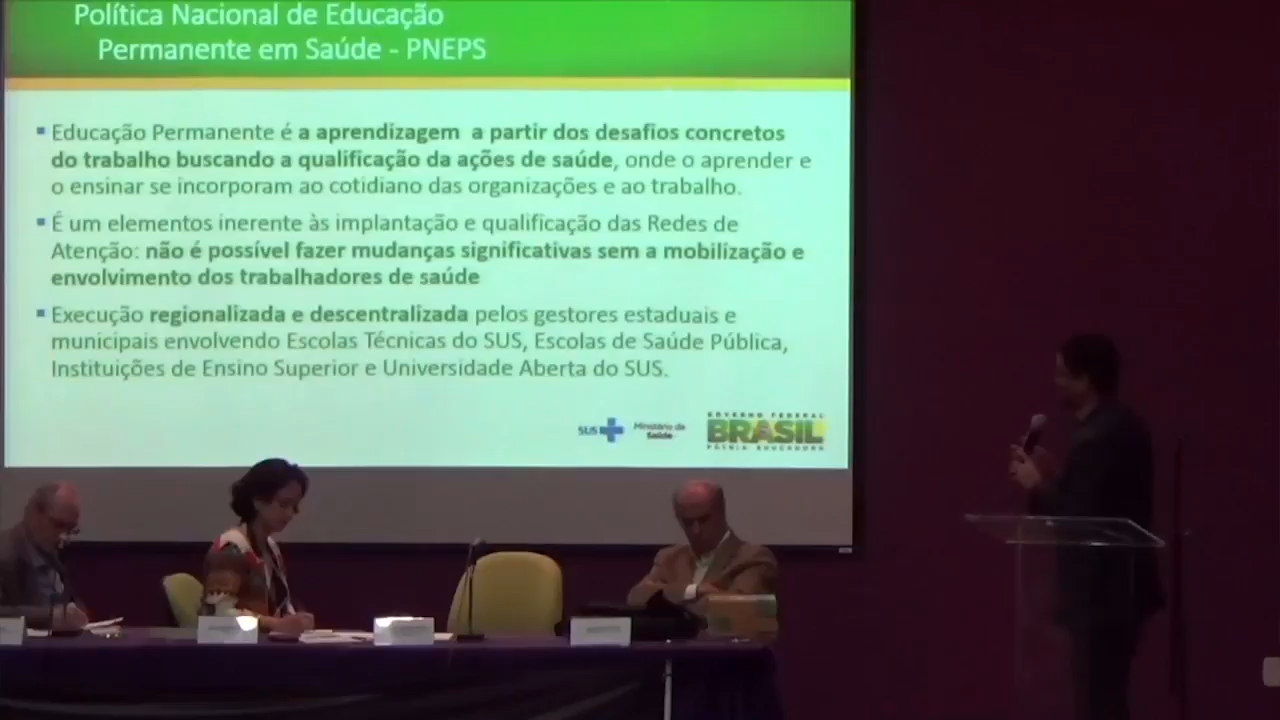 Política Nacional de Educação
Permanente em Saúde - PNEPS
Educação Permanente é a aprendizagem a partir dos desafios concretos
do trabalho buscando a qualificação da ações de saúde, onde o aprender e
o ensinar se incorporam ao cotidiano das organizações e ao trabalho.
É um elementos inerente às implantação e qualificação das Redes de
Atenção: não é possível fazer mudanças significativas sem a mobilização e
envolvimento dos trabalhadores de saúde
Execução regionalizada e descentralizada pelos gestores estaduais e
municipais envolvendo Escolas Técnicas do SUS, Escolas de Saúde Pública,
Instituições de Ensino Superior e Universidade Aberta do SUS.
SUS
Ministério da
Saúde
GOVERNO FEDERAL
BRASIL
PÁTRIA EDUCADORA